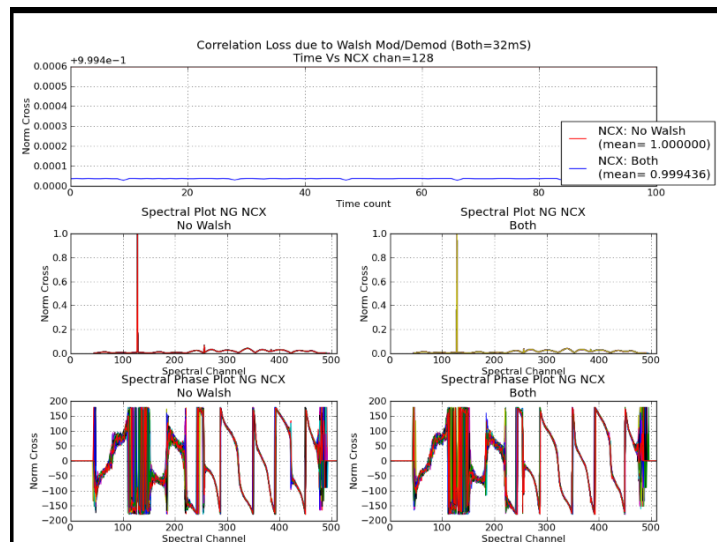 Correlation Loss due to Walsh Mod/Demod (Both=32mS)
Time Vs NCX chan=128
+9.994e−1
0.0006
0.0005
0.0004
0.0003
0.0002
0.0001
0.0000
Norm Cross
0 20 40 60 80 100
Time count
NCX: No Walsh
(mean= 1.000000)
NCX: Both
(mean= 0.999436)
Spectral Plot NG NCX
No Walsh
1.0
0.8
0.6
0.4
0.2
0.0
Norm Cross
0 100 200 300 400 500
Spectral Channel
Spectral Plot NG NCX
Both
1.0
0.8
0.6
0.4
0.2
0.0
Norm Cross
0 100 200 300 400 500
Spectral Channel
Spectral Phase Plot NG NCX
No Walsh
200
150
100
50
0
−50
−100
−150
−200
Norm Cross
0 100 200 300 400 500
Spectral Channel
Spectral Phase Plot NG NCX
Both
200
150
100
50
0
−50
−100
−150
−200
Norm Cross
0 100 200 300 400 500
Spectral Channel